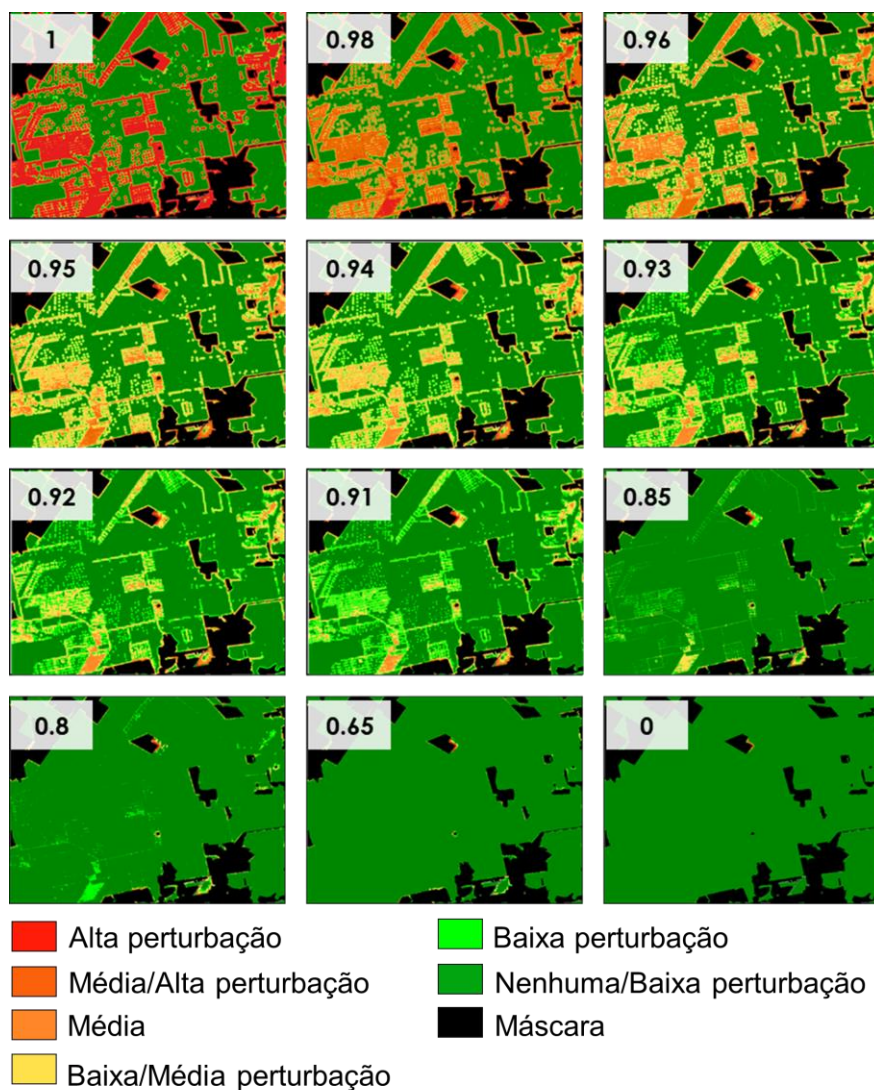 1
0.98
0.96
0.95
0.94
0.93
0.92
0.91
0.85
0.8
0.65
0
Alta perturbação
Média/Alta perturbação
Média
Baixa/Média perturbação
Baixa perturbação
Nenhuma/Baixa perturbação
Máscara